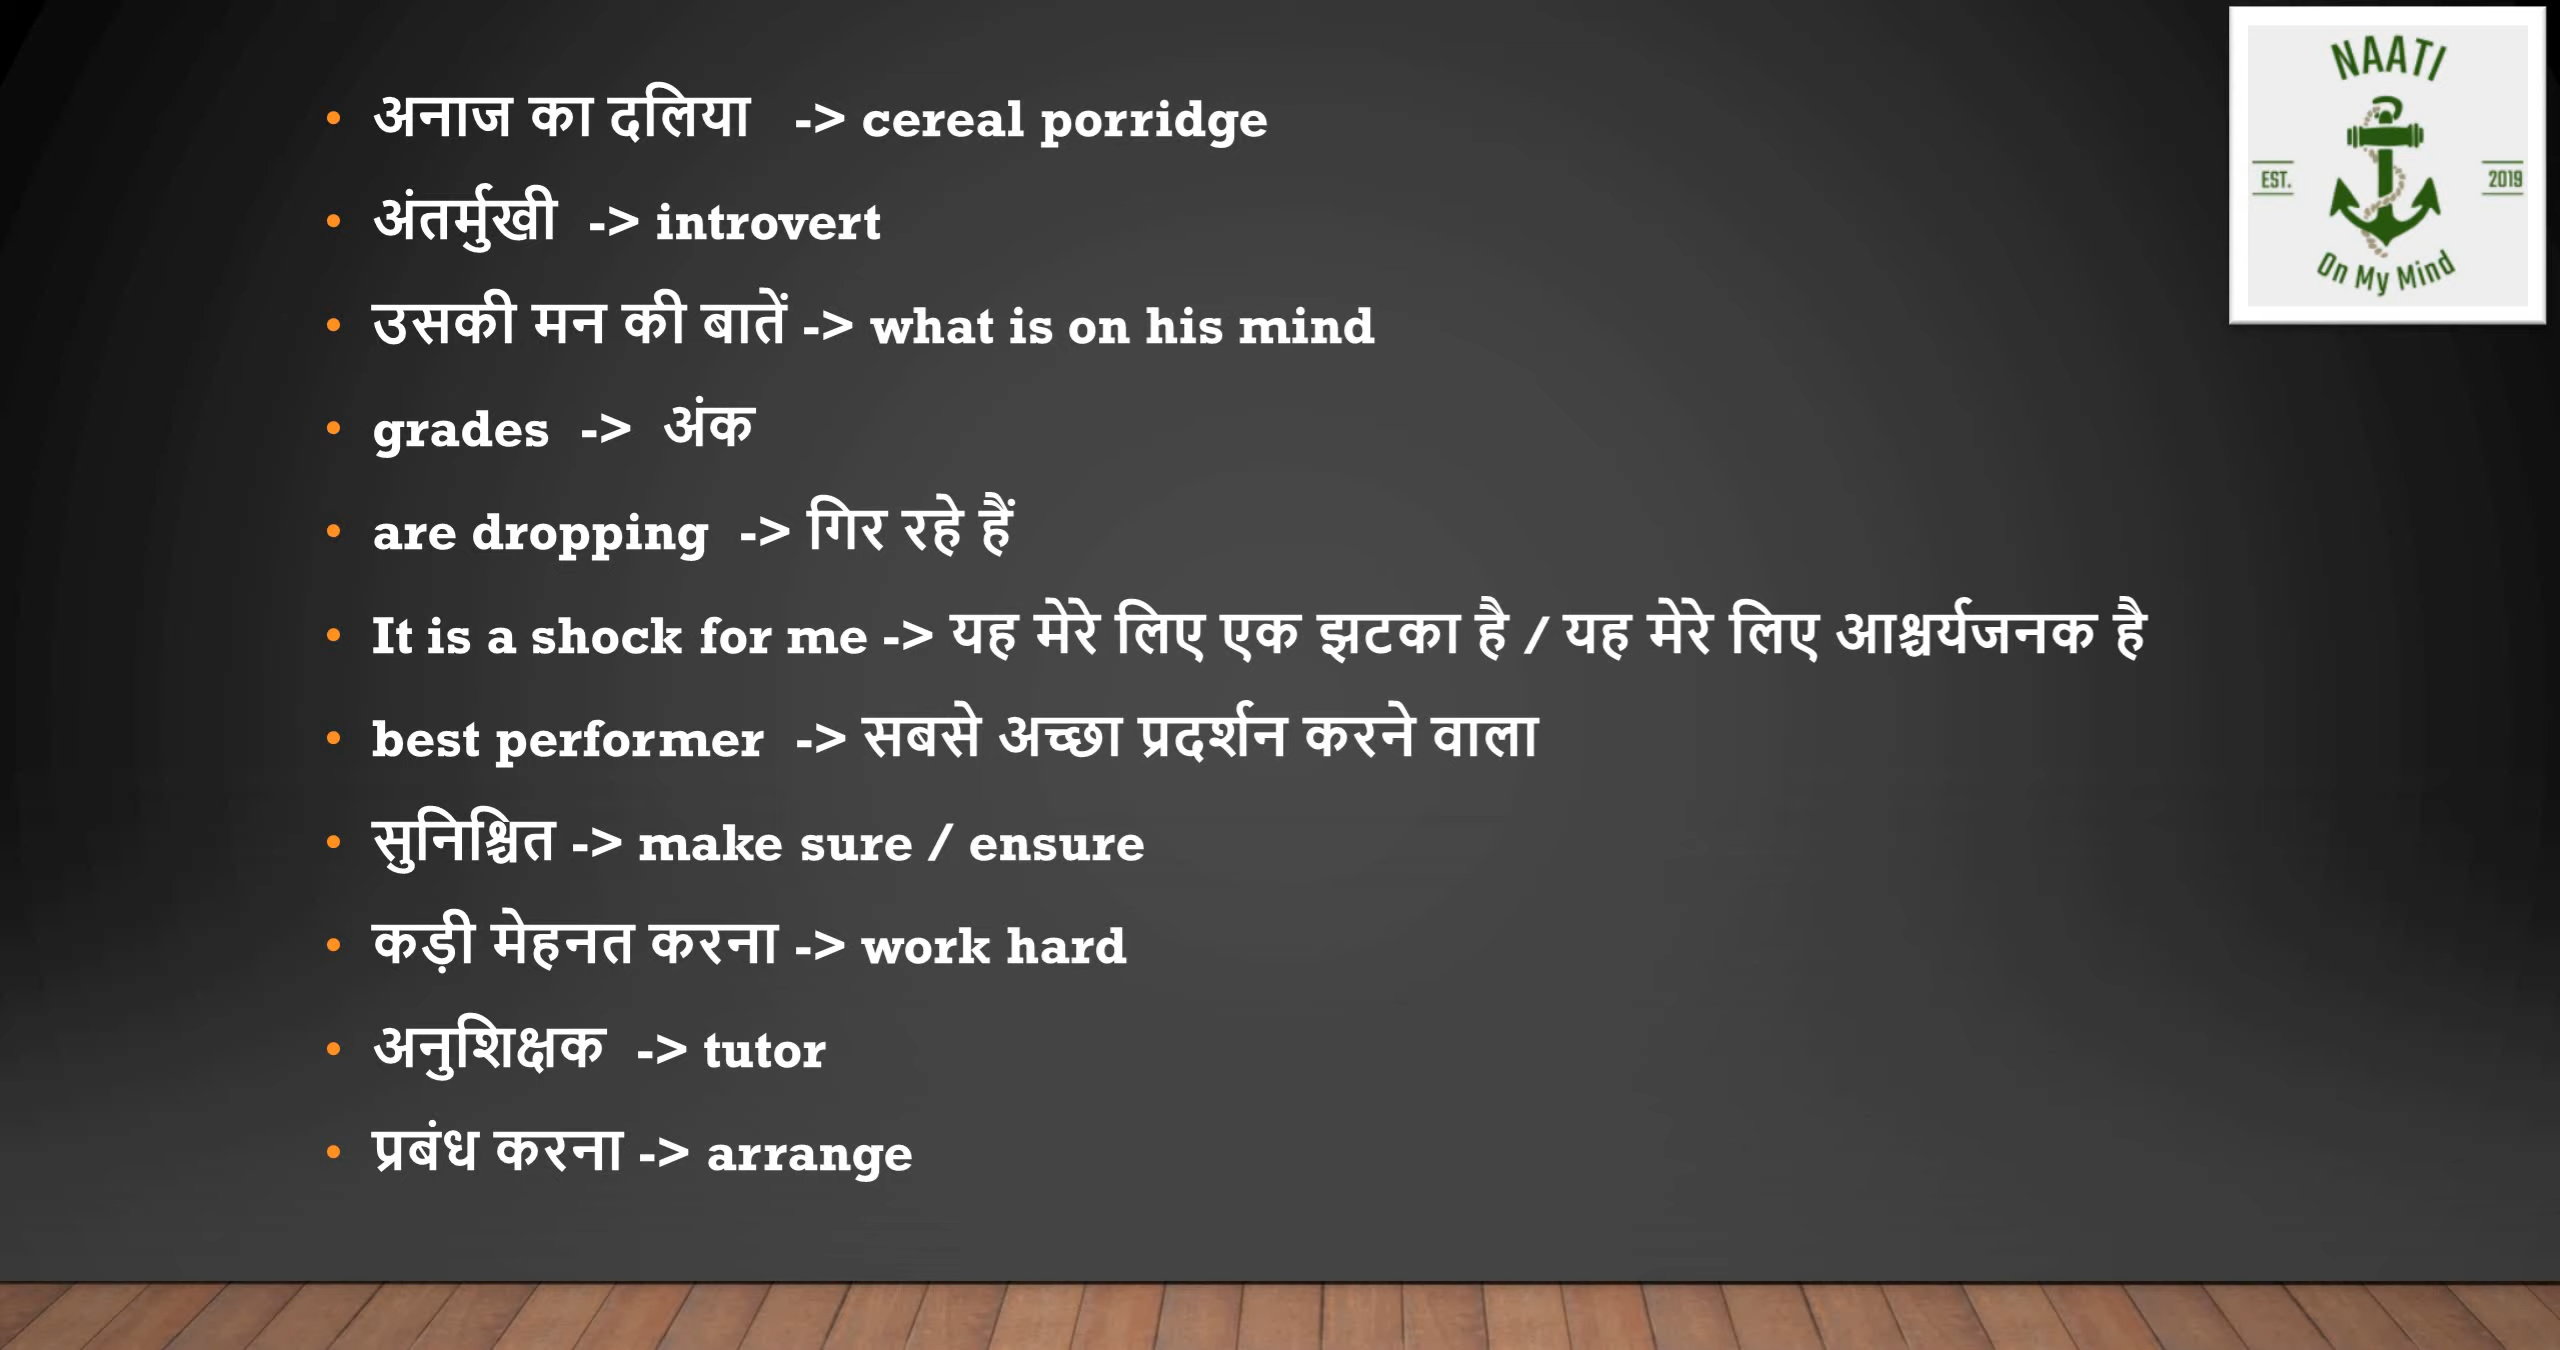 • अनाज का दलिया -> cereal porridge
• अंतर्मुखी -> introvert
• उसकी मन की बातें -> what is on his mind
• grades -> अंक
• are dropping -> गिर रहे हैं
• It is a shock for me -> यह मेरे लिए एक झटका है / यह मेरे लिए आश्चर्यजनक है
• best performer -> सबसे अच्छा प्रदर्शन करने वाला
• सुनिश्चित -> make sure / ensure
• कड़ी मेहनत करना -> work hard
• अनुशिक्षक -> tutor
• प्रबंध करना -> arrange
NAATI
EST. 2019
On My Mind